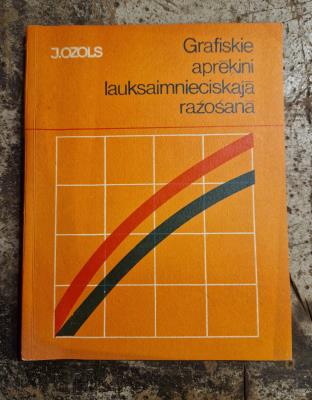 J.OZOLS
Grafiskie
aprēķini
lauksaimnieciskajā
ražošanā